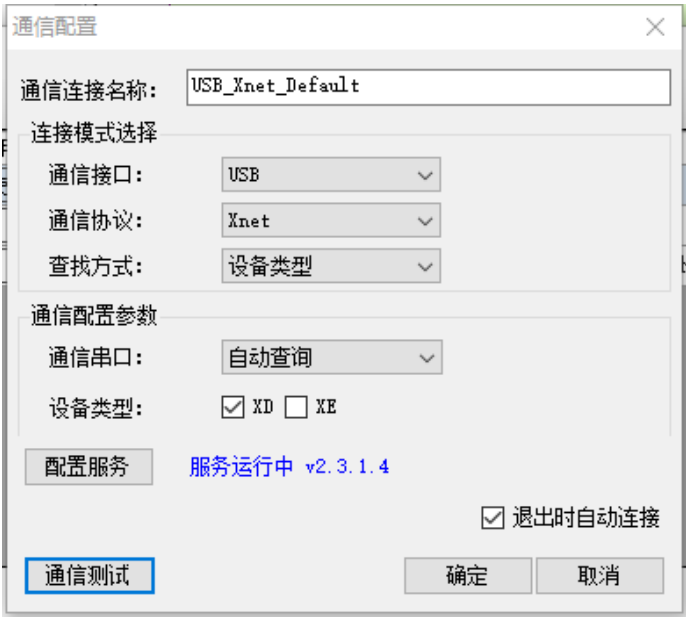 通信配置
通信连接名称: USB_Xnet_Default
连接模式选择
通信接口: USB
通信协议: Xnet
查找方式: 设备类型
通信配置参数
通信串口: 自动查询
设备类型: XD XE
配置服务 服务运行中 v2.3.1.4
退出时自动连接
通信测试 确定 取消